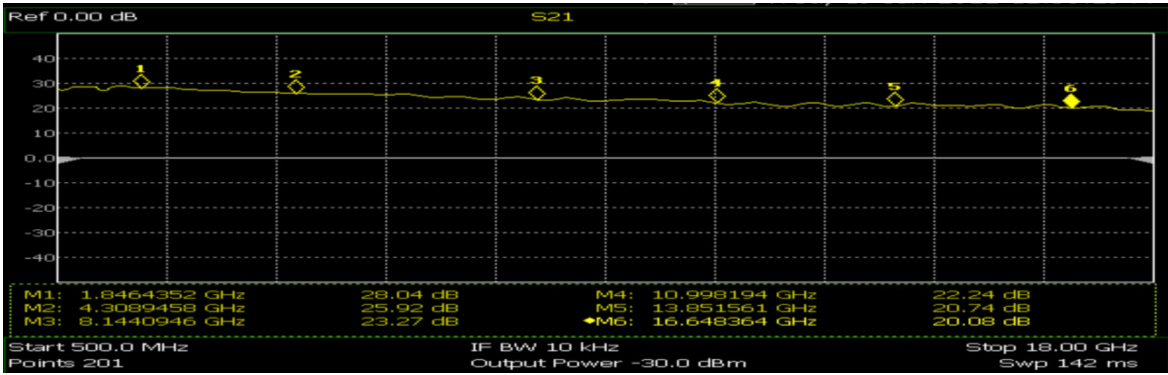 Ref 0.00 dB S21
40
30
20
10
0.0
-10
-20
-30
-40
1 2 3 4 5 6
M1: 1.8464352 GHz 28.04 dB M4: 10.998194 GHz 22.24 dB
M2: 4.3089458 GHz 25.92 dB M5: 13.851561 GHz 20.74 dB
M3: 8.1440946 GHz 23.27 dB M6: 16.648364 GHz 20.08 dB
Start 500.0 MHz IF BW 10 kHz Stop 18.00 GHz
Points 201 Output Power -30.0 dBm Swp 142 ms